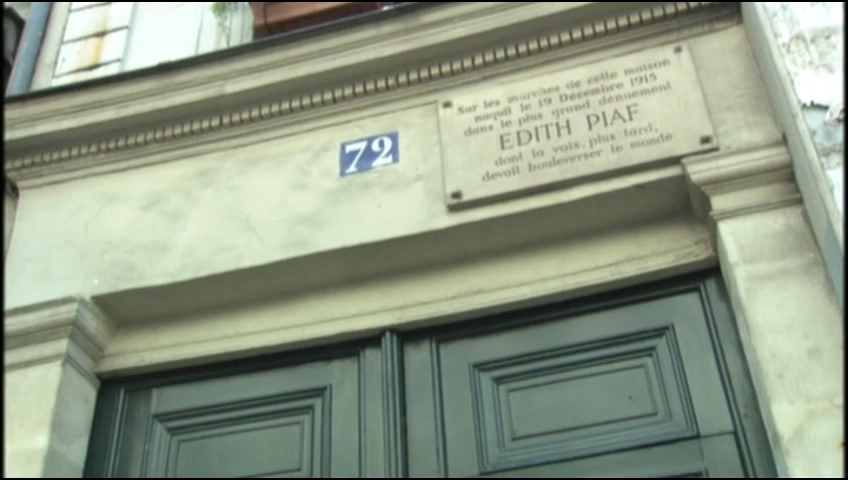 72
Sur les marches de cette maison
naquit le 19 Décembre 1915
dans le plus grand dénuement
EDITH PIAF
dont la voix, plus tard,
devait bouleverser le monde